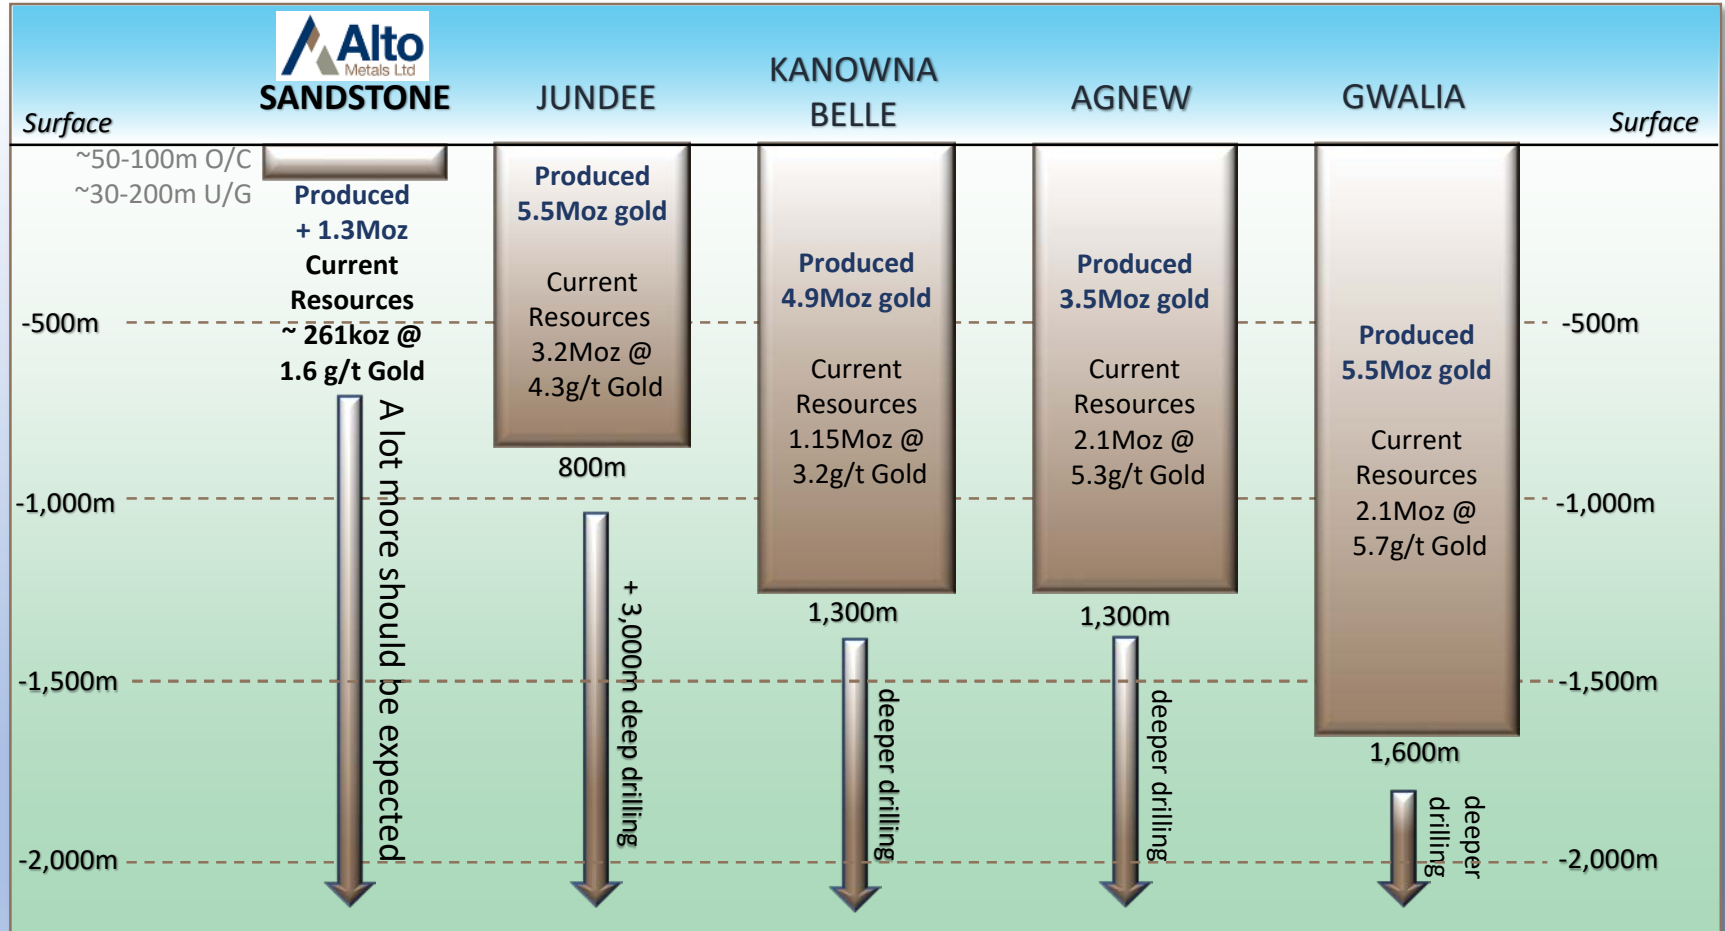 Alto
Metals Ltd
SANDSTONE
JUNDEE
KANOWNA
BELLE
AGNEW
GWALIA
Surface
Surface
~50-100m O/C
~30-200m U/G
Produced
+ 1.3Moz
Current
Resources
~ 261koz @
1.6 g/t Gold
A lot more should be expected
Produced
5.5Moz gold
Current
Resources
3.2Moz @
4.3g/t Gold
800m
+ 3,000m deep drilling
Produced
4.9Moz gold
Current
Resources
1.15Moz @
3.2g/t Gold
1,300m
deeper drilling
Produced
3.5Moz gold
Current
Resources
2.1Moz @
5.3g/t Gold
1,300m
deeper drilling
Produced
5.5Moz gold
Current
Resources
2.1Moz @
5.7g/t Gold
1,600m
deeper
drilling
-500m
-1,000m
-1,500m
-2,000m
-500m
-1,000m
-1,500m
-2,000m